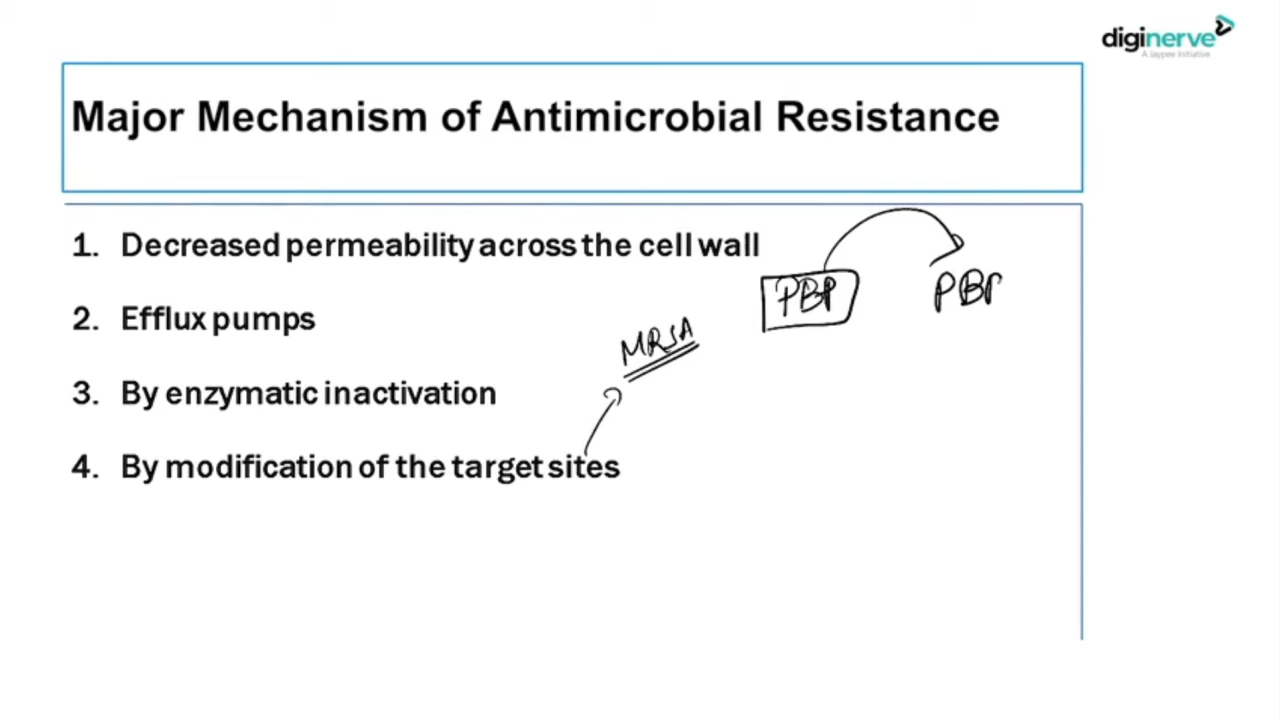 diginerve
A Jaypee Initiative
Major Mechanism of Antimicrobial Resistance
1. Decreased permeability across the cell wall
PBP
PBP
2. Efflux pumps
MRSA
3. By enzymatic inactivation
4. By modification of the target sites